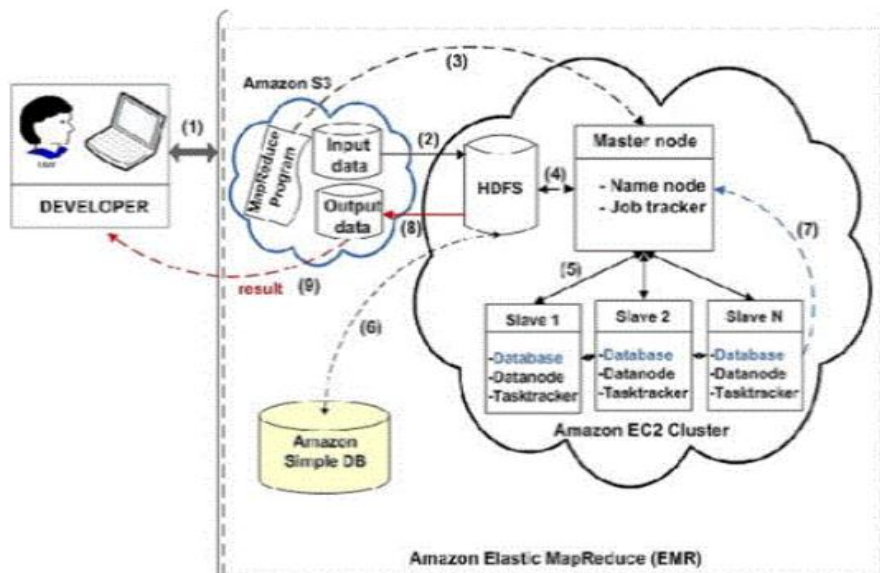 Amazon S3
(3)
(1)
MapReduce
Program
Input
data
(2)
HDFS
(4)
Master node
- Name node
- Job tracker
DEVELOPER
Output
data
(8)
(7)
result
(9)
(5)
(6)
Slave 1
-Database
-Datanode
-Tasktracker
Slave 2
-Database
-Datanode
-Tasktracker
Slave N
-Database
-Datanode
-Tasktracker
Amazon EC2 Cluster
Amazon
Simple DB
Amazon Elastic MapReduce (EMR)